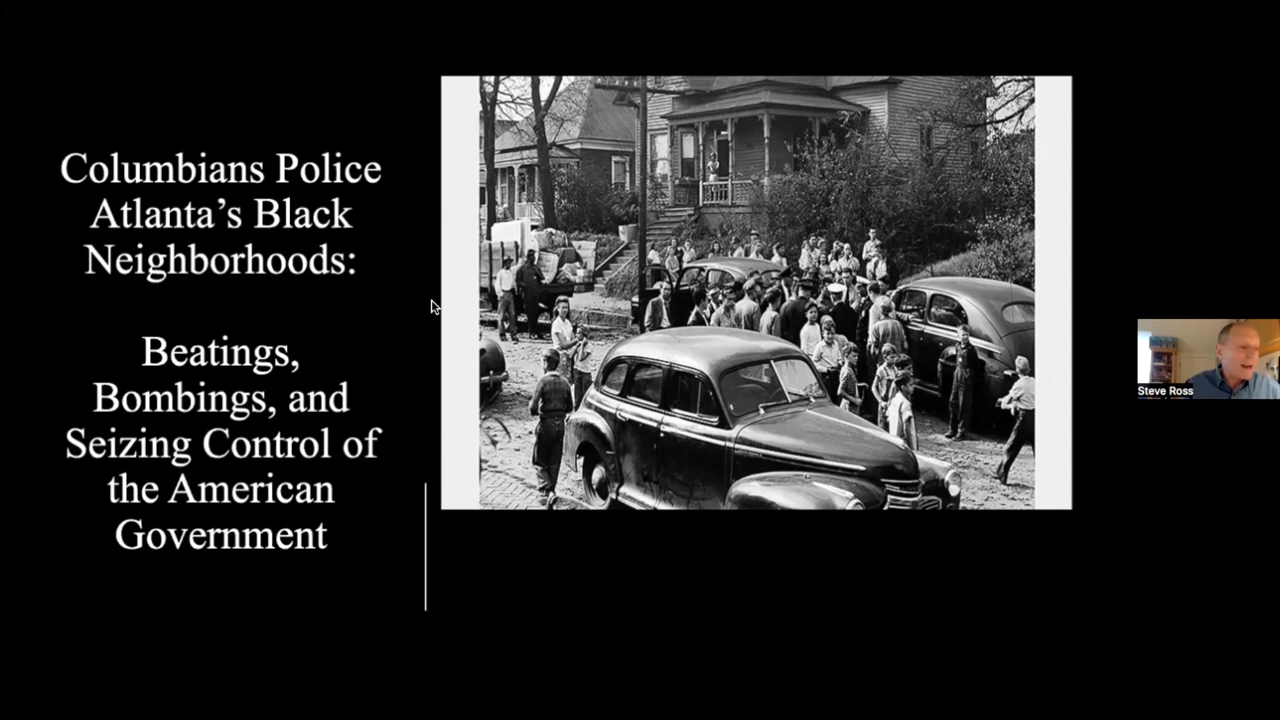 Columbians Police
Atlanta’s Black
Neighborhoods:
Beatings,
Bombings, and
Seizing Control of
the American
Government
Steve Ross